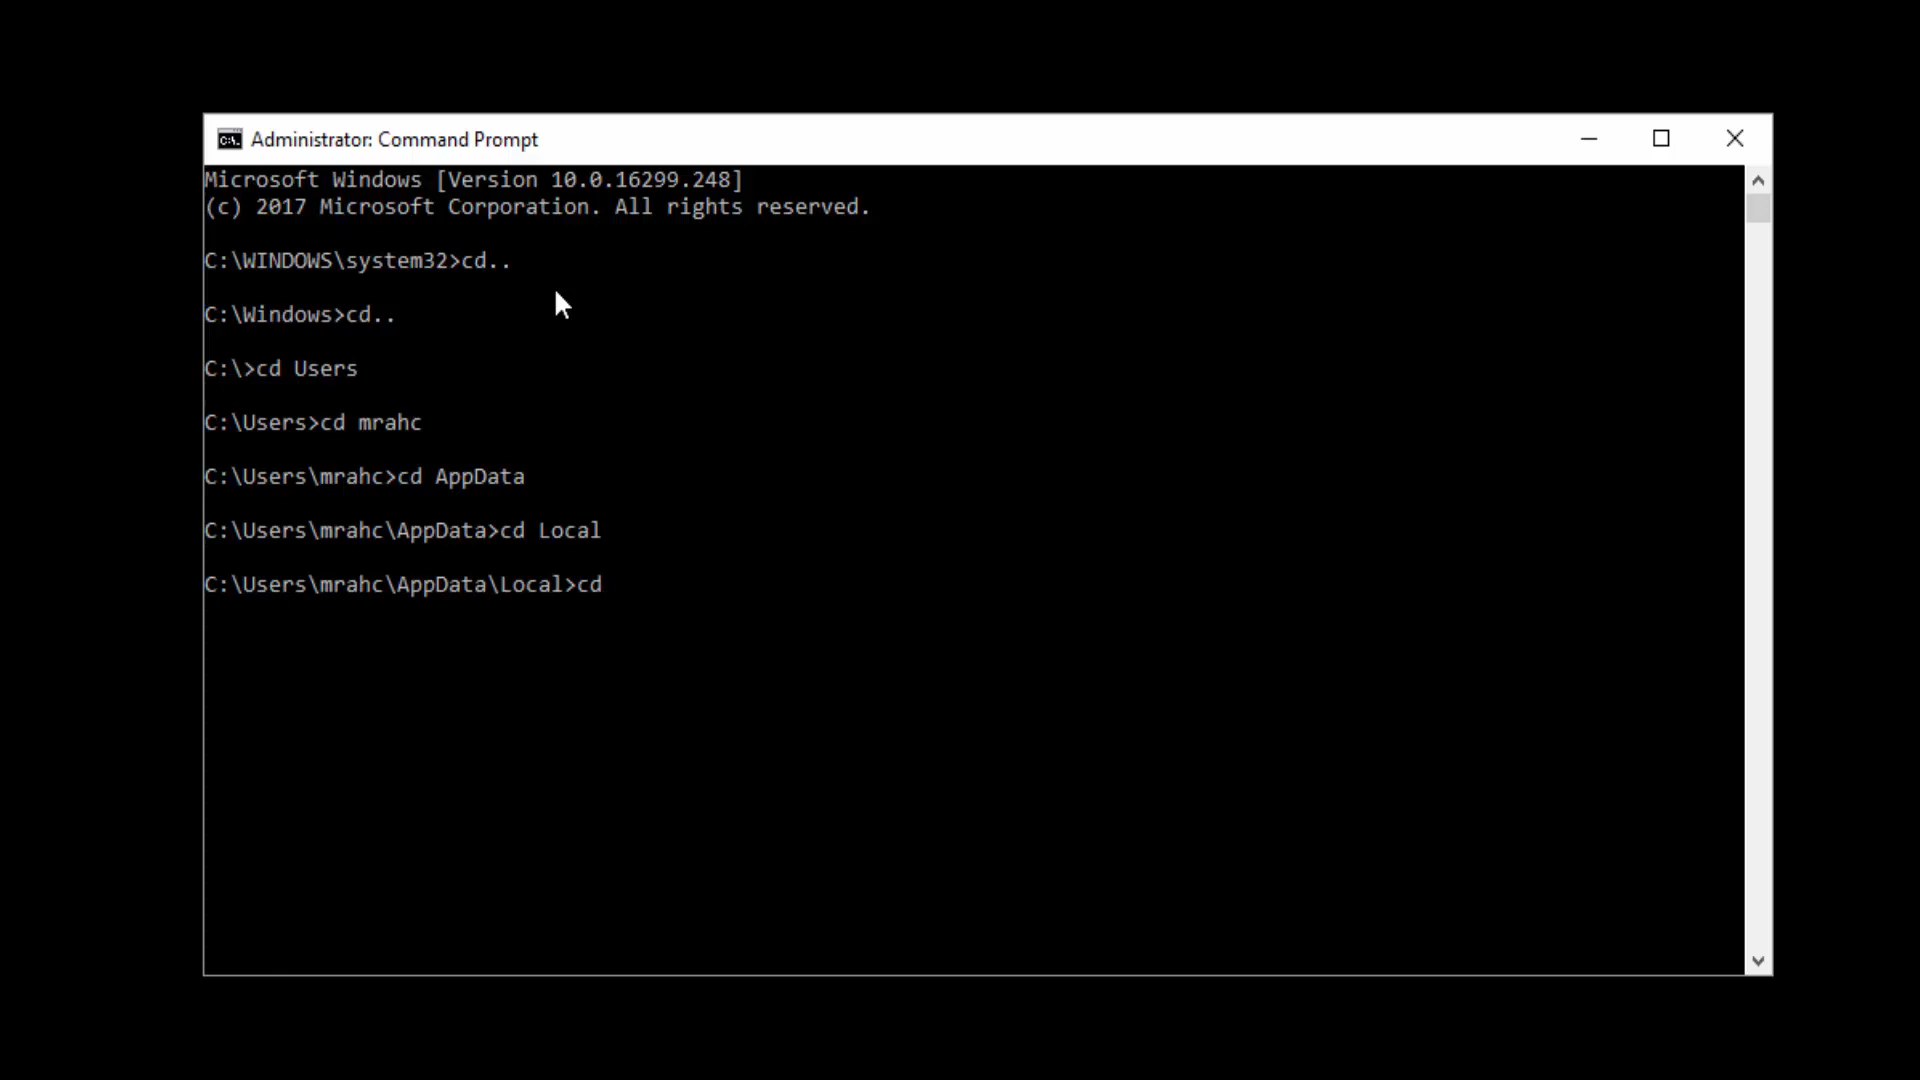 Administrator: Command Prompt
Microsoft Windows [Version 10.0.16299.248]
(c) 2017 Microsoft Corporation. All rights reserved.
C:\WINDOWS\system32>cd..
C:\Windows>cd..
C:\>cd Users
C:\Users>cd mrahc
C:\Users\mrahc>cd AppData
C:\Users\mrahc\AppData>cd Local
C:\Users\mrahc\AppData\Local>cd